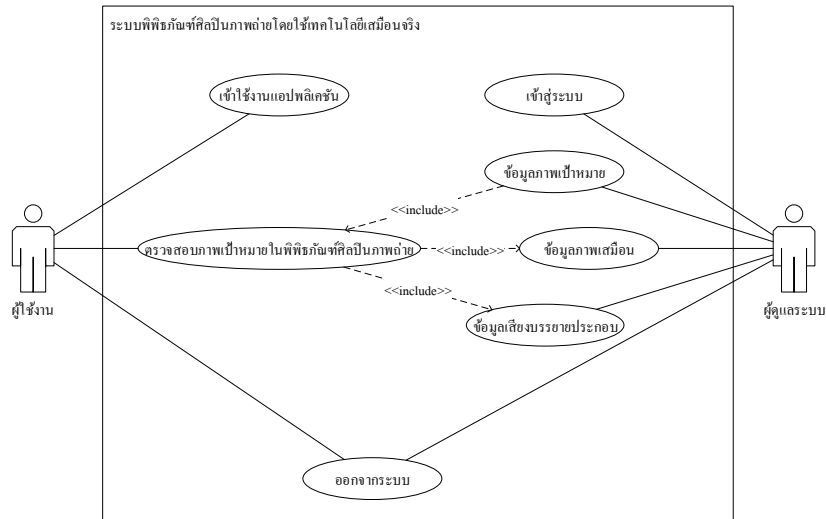 ระบบพิพิธภัณฑ์ศิลปินภาพถ่ายโดยใช้เทคโนโลยีเสมือนจริง
เข้าใช้งานแอปพลิเคชัน
เข้าสู่ระบบ
ข้อมูลภาพเป้าหมาย
<<include>>
ตรวจสอบภาพเป้าหมายในพิพิธภัณฑ์ศิลปินภาพถ่าย
<<include>>
ข้อมูลภาพเสมือน
<<include>>
ผู้ใช้งาน
ผู้ดูแลระบบ
ข้อมูลเสียงบรรยายประกอบ
ออกจากระบบ